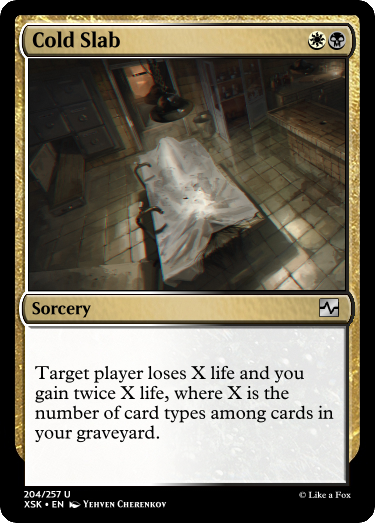 Cold Slab
Sorcery
Target player loses X life and you
gain twice X life, where X is the
number of card types among cards in
your graveyard.
204/257 U
XSK • EN Yehven Cherenkov
© Like a Fox